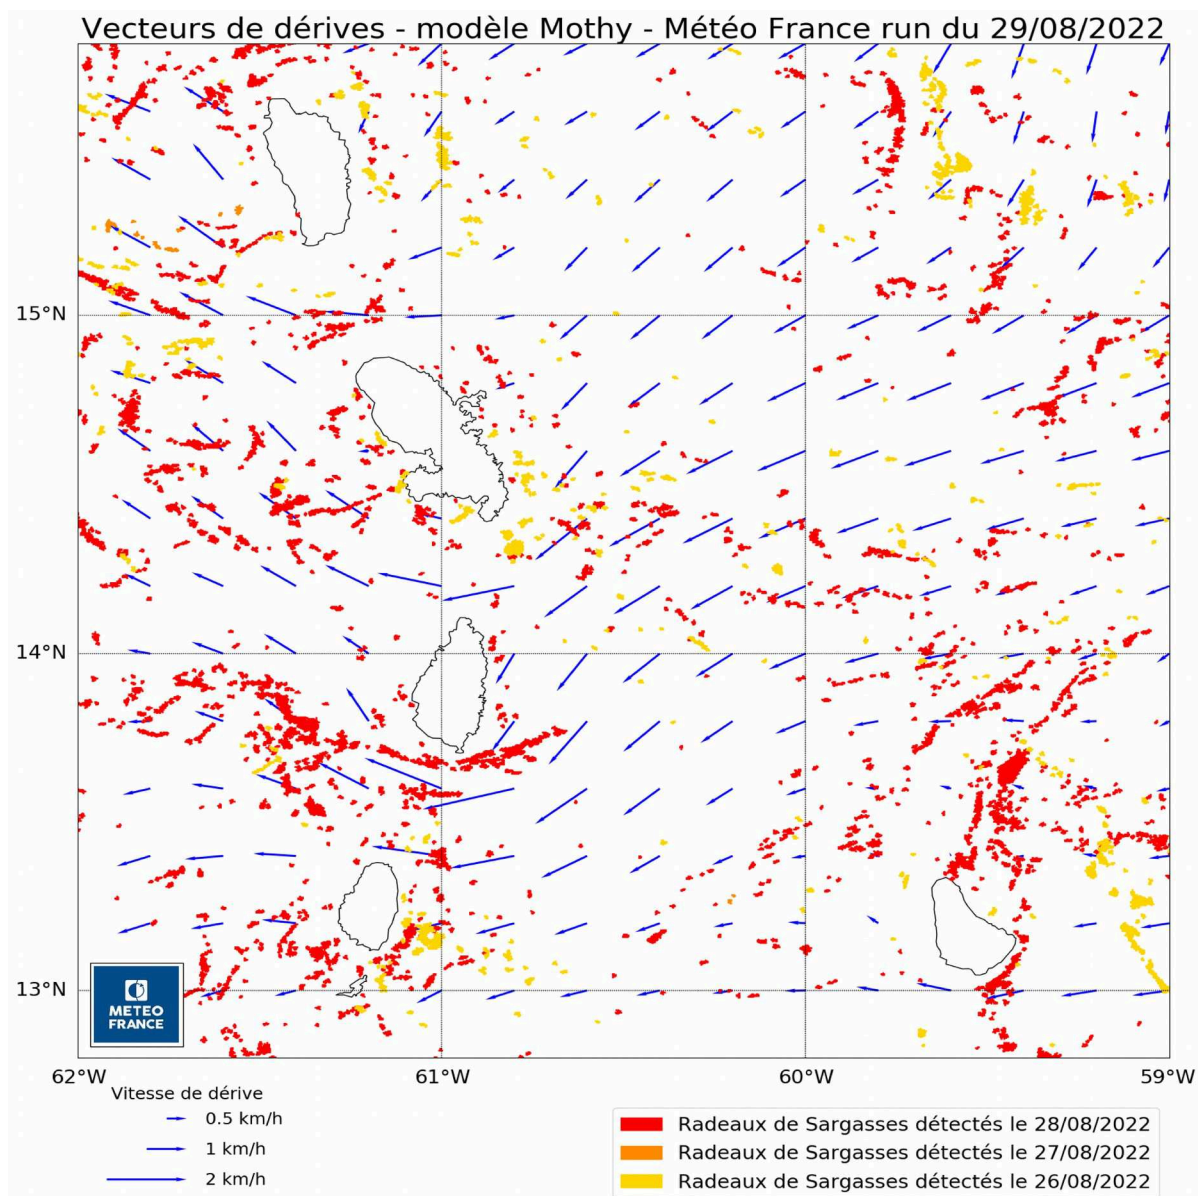 Vecteurs de dérives - modèle Mothy - Météo France run du 29/08/2022
15°N
14°N
13°N
METEO
FRANCE
62°W 61°W 60°W 59°W
Vitesse de dérive
0.5 km/h
1 km/h
2 km/h
Radeaux de Sargasses détectés le 28/08/2022
Radeaux de Sargasses détectés le 27/08/2022
Radeaux de Sargasses détectés le 26/08/2022